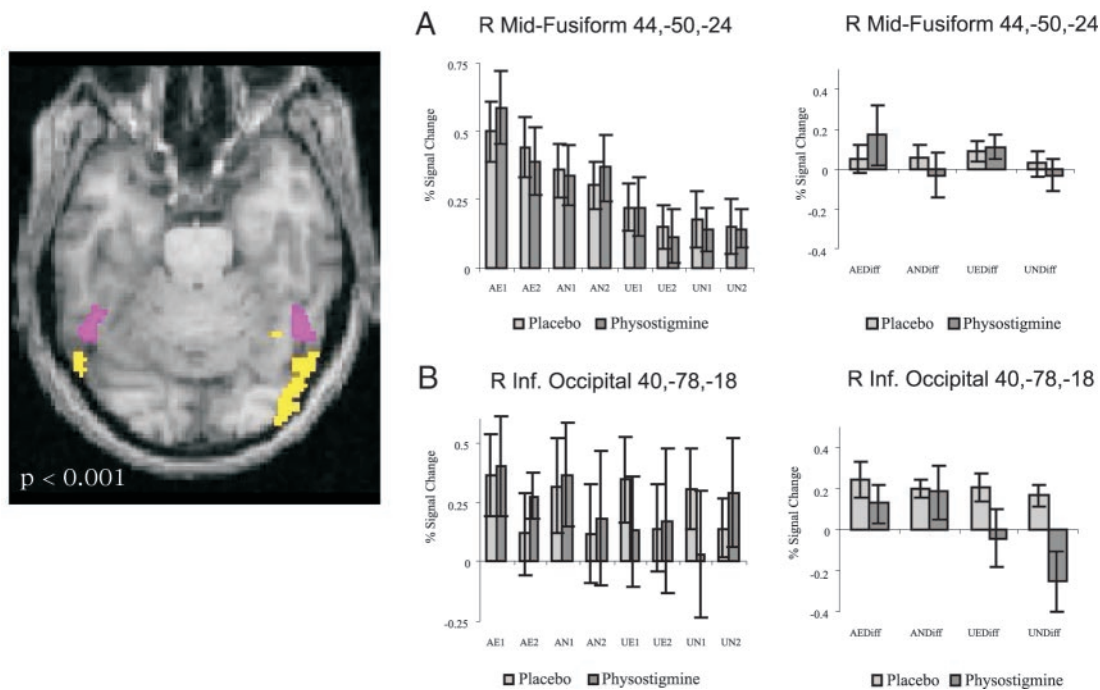 p < 0.001
A R Mid-Fusiform 44,-50,-24
% Signal Change
0.75
0.5
0.25
0
AE1 AE2 AN1 AN2 UE1 UE2 UN1 UN2
Placebo Physostigmine
R Mid-Fusiform 44,-50,-24
% Signal Change
0.4
0.2
0
-0.2
-0.4
AEDiff ANDiff UEDiff UNDiff
Placebo Physostigmine
B R Inf. Occipital 40,-78,-18
% Signal Change
0.5
0.25
0
-0.25
AE1 AE2 AN1 AN2 UE1 UE2 UN1 UN2
Placebo Physostigmine
R Inf. Occipital 40,-78,-18
% Signal Change
0.4
0.2
0
-0.2
-0.4
AEDiff ANDiff UEDiff UNDiff
Placebo Physostigmine